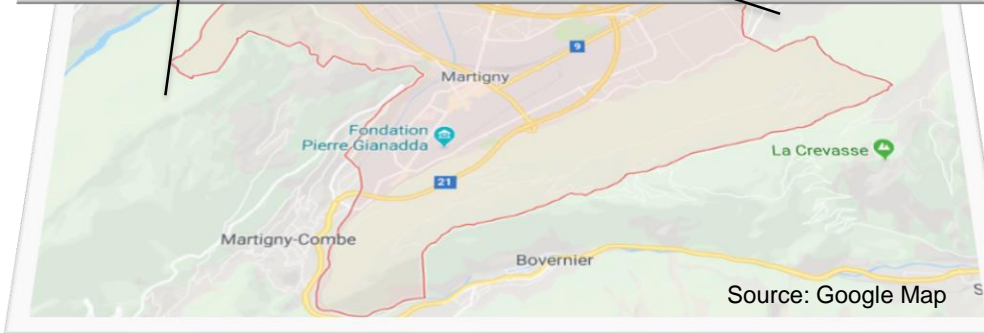 9
Martigny
Fondation
Pierre Gianadda
La Crevasse
21
Martigny-Combe
Bovernier
Source: Google Map
S